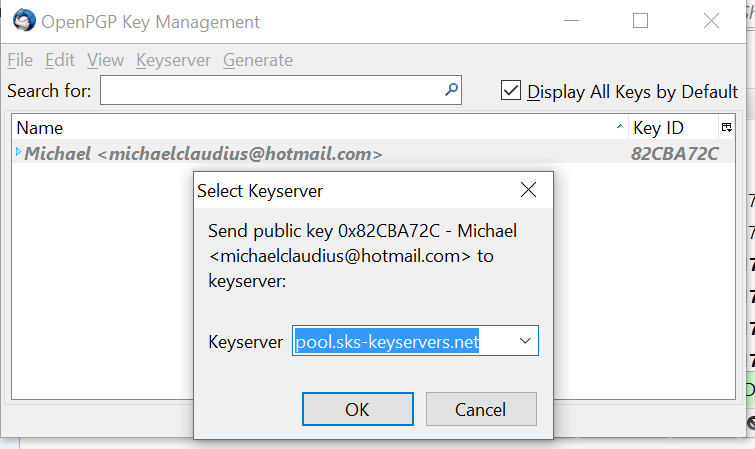 OpenPGP Key Management
File Edit View Keyserver Generate
Search for:
Display All Keys by Default
Name Key ID
Michael <michaelclaudius@hotmail.com> 82CBA72C
Select Keyserver
Send public key 0x82CBA72C - Michael
<michaelclaudius@hotmail.com> to
keyserver:
Keyserver pool.sks-keyservers.net
OK Cancel